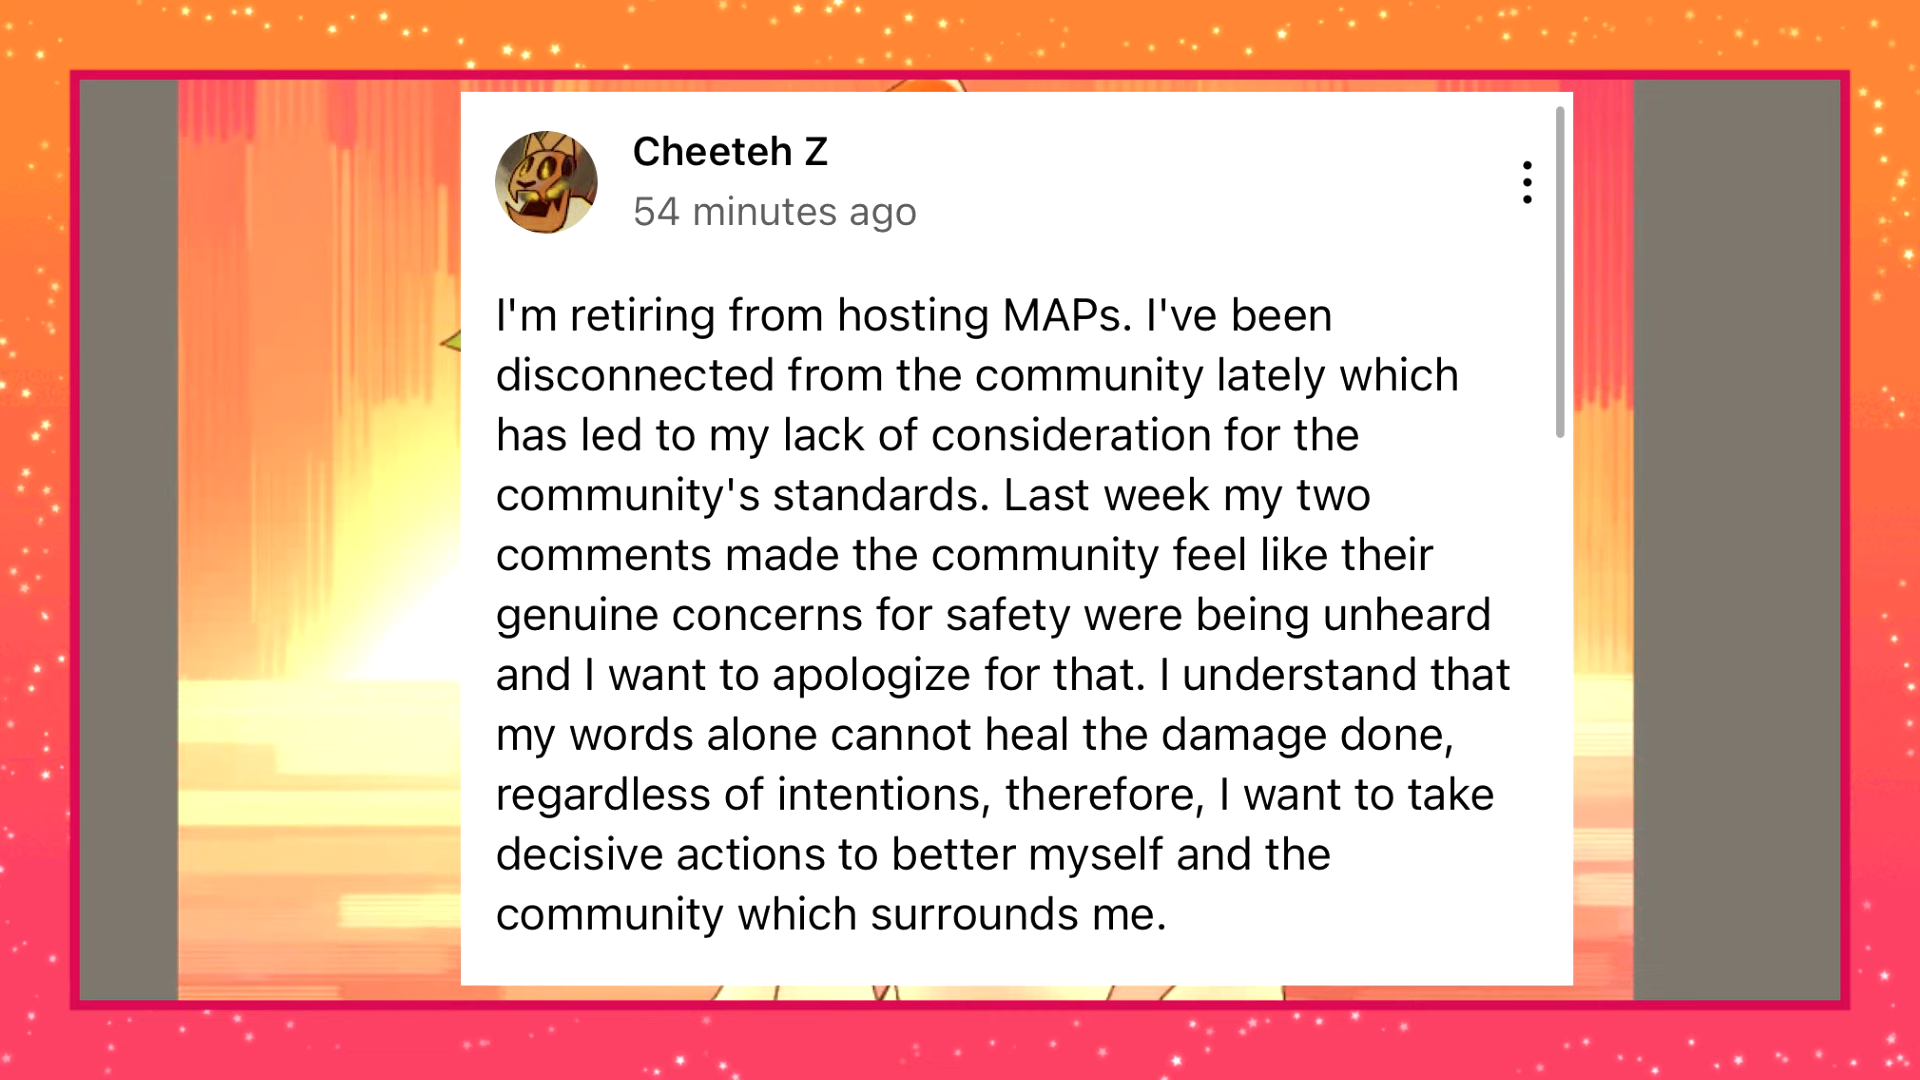 Cheeteh Z
54 minutes ago
I'm retiring from hosting MAPs. I've been
disconnected from the community lately which
has led to my lack of consideration for the
community's standards. Last week my two
comments made the community feel like their
genuine concerns for safety were being unheard
and I want to apologize for that. I understand that
my words alone cannot heal the damage done,
regardless of intentions, therefore, I want to take
decisive actions to better myself and the
community which surrounds me.